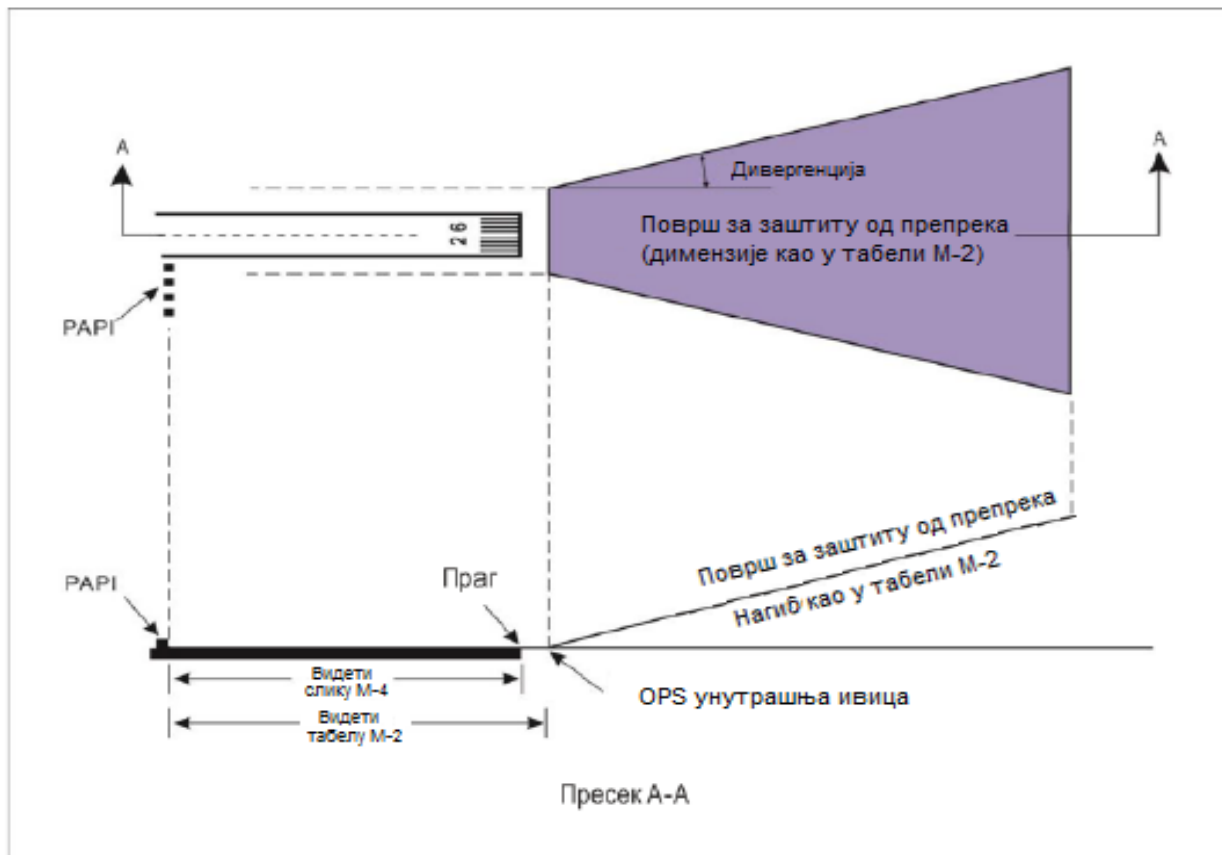 A
A
Дивергенција
Површ за заштиту од препрека
(димензије као у табели М-2)
26
PAPI
Површ за заштиту од препрека
Нагиб као у табели М-2
PAPI
Праг
Видети
слику М-4
OPS унутрашња ивица
Видети
табелу М-2
Пресек А-А